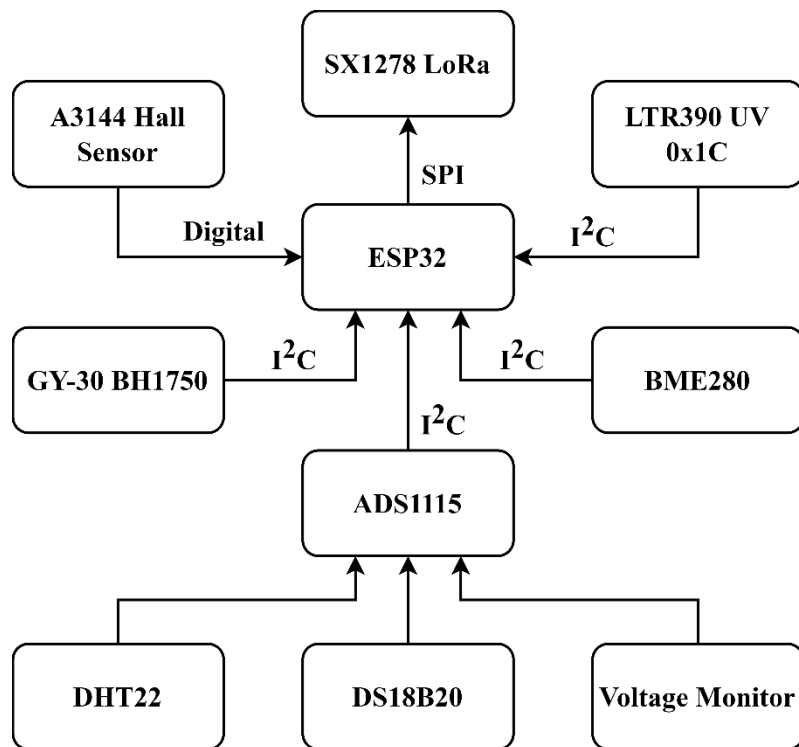 SX1278 LoRa
A3144 Hall
Sensor
LTR390 UV
0x1C
SPI
Digital
ESP32
I²C
GY-30 BH1750
I²C
I²C
BME280
I²C
ADS1115
DHT22
DS18B20
Voltage Monitor